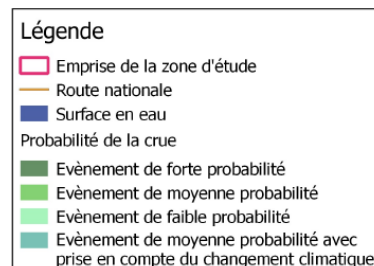 Légende
Emprise de la zone d'étude
Route nationale
Surface en eau
Probabilité de la crue
Evènement de forte probabilité
Evènement de moyenne probabilité
Evènement de faible probabilité
Evènement de moyenne probabilité avec
prise en compte du changement climatique